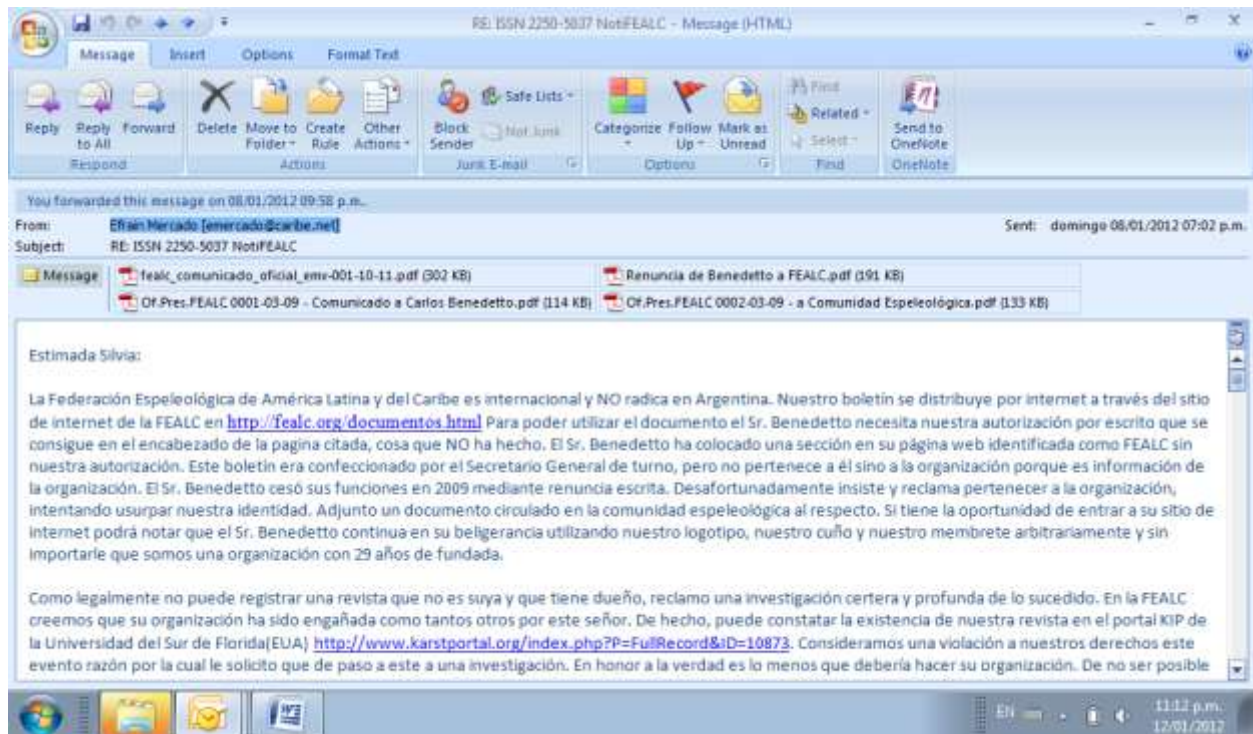 RE: ISSN 2250-5037 NotiFEALC - Message (HTML)
Message Insert Options Format Text
Reply Reply to All Forward Delete Move to Folder Create Rule Other Actions Block Sender Safe Lists Not Junk Categorize Follow Up Mark as Unread Find Related Select Send to OneNote
Respond Actions Junk E-mail Options Find OneNote
You forwarded this message on 08/01/2012 09:58 p.m.
From: Efrain Mercado [emercado@caribe.net] Sent: domingo 08/01/2012 07:02 p.m.
Subject: RE: ISSN 2250-5037 NotiFEALC
Message fealc_comunicado_oficial_emv-001-10-11.pdf (302 KB) Renuncia de Benedetto a FEALC.pdf (191 KB)
Of.Pres.FEALC 0001-03-09 - Comunicado a Carlos Benedetto.pdf (114 KB) Of.Pres.FEALC 0002-03-09 - a Comunidad Espeleológica.pdf (133 KB)
Estimada Silvia:
La Federación Espeleológica de América Latina y del Caribe es internacional y NO radica en Argentina. Nuestro boletín se distribuye por internet a través del sitio
de internet de la FEALC en http://fealc.org/documentos.html Para poder utilizar el documento el Sr. Benedetto necesita nuestra autorización por escrito que se
consigue en el encabezado de la pagina citada, cosa que NO ha hecho. El Sr. Benedetto ha colocado una sección en su página web identificada como FEALC sin
nuestra autorización. Este boletín era confeccionado por el Secretario General de turno, pero no pertenece a él sino a la organización porque es información de
la organización. El Sr. Benedetto cesó sus funciones en 2009 mediante renuncia escrita. Desafortunadamente insiste y reclama pertenecer a la organización,
intentando usurpar nuestra identidad. Adjunto un documento circulado en la comunidad espeleológica al respecto. Si tiene la oportunidad de entrar a su sitio de
internet podrá notar que el Sr. Benedetto continua en su beligerancia utilizando nuestro logotipo, nuestro cuño y nuestro membrete arbitrariamente y sin
importarle que somos una organización con 29 años de fundada.
Como legalmente no puede registrar una revista que no es suya y que tiene dueño, reclamo una investigación certera y profunda de lo sucedido. En la FEALC
creemos que su organización ha sido engañada como tantos otros por este señor. De hecho, puede constatar la existencia de nuestra revista en el portal KIP de
la Universidad del Sur de Florida(EUA) http://www.karstportal.org/index.php?P=FullRecord&ID=10873. Consideramos una violación a nuestros derechos este
evento razón por la cual le solicito que de paso a este a una investigación. En honor a la verdad es lo menos que debería hacer su organización. De no ser posible
EN 11:12 p.m.
12/01/2012